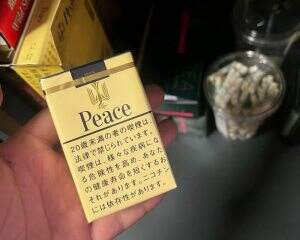 Peace
20歳未満の者の喫煙は、
法律で禁じられています。
喫煙は、様々な疾病になる
危険性を高め、あなた
の健康寿命を短くするお
それがあります。ニコチン
には依存性があります。